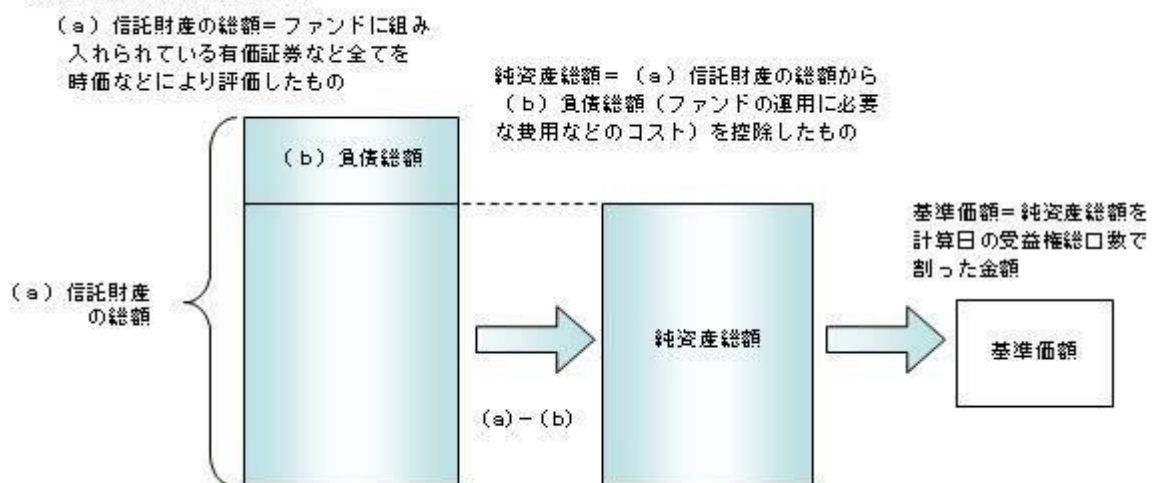 （a）信託財産の総額＝ファンドに組み
入れられている有価証券など全てを
時価などにより評価したもの
純資産総額＝（a）信託財産の総額から
（b）負債総額（ファンドの運用に必要
な費用などのコスト）を控除したもの
（b）負債総額
基準価額＝純資産総額を
計算日の受益権総口数で
割った金額
（a）信託財産
の総額
純資産総額
基準価額
（a）－（b）